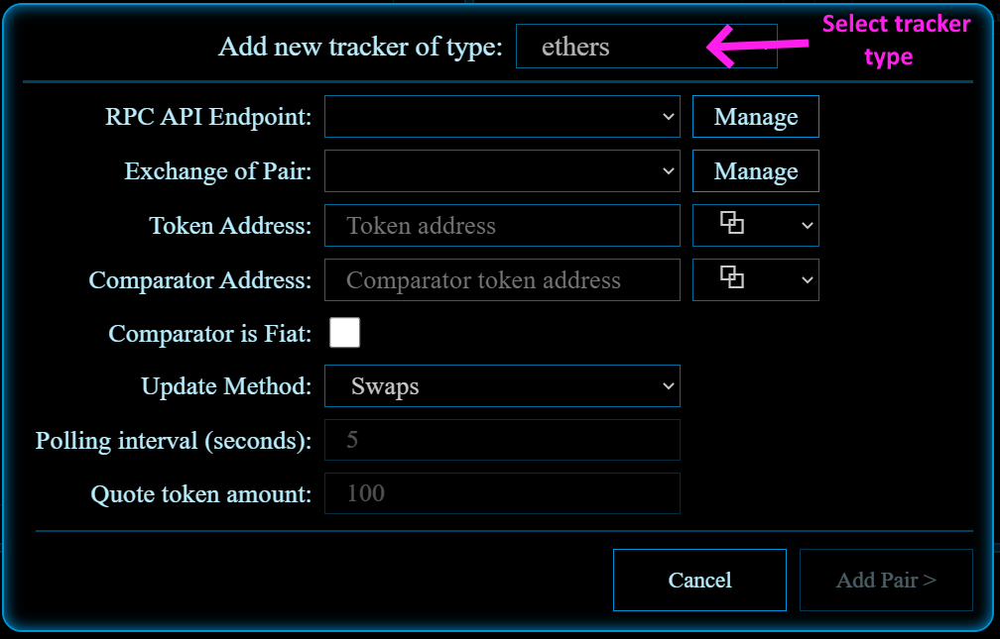 Add new tracker of type: ethers
Select tracker
type
RPC API Endpoint: Manage
Exchange of Pair: Manage
Token Address: Token address
Comparator Address: Comparator token address
Comparator is Fiat:
Update Method: Swaps
Polling interval (seconds): 5
Quote token amount: 100
Cancel Add Pair >